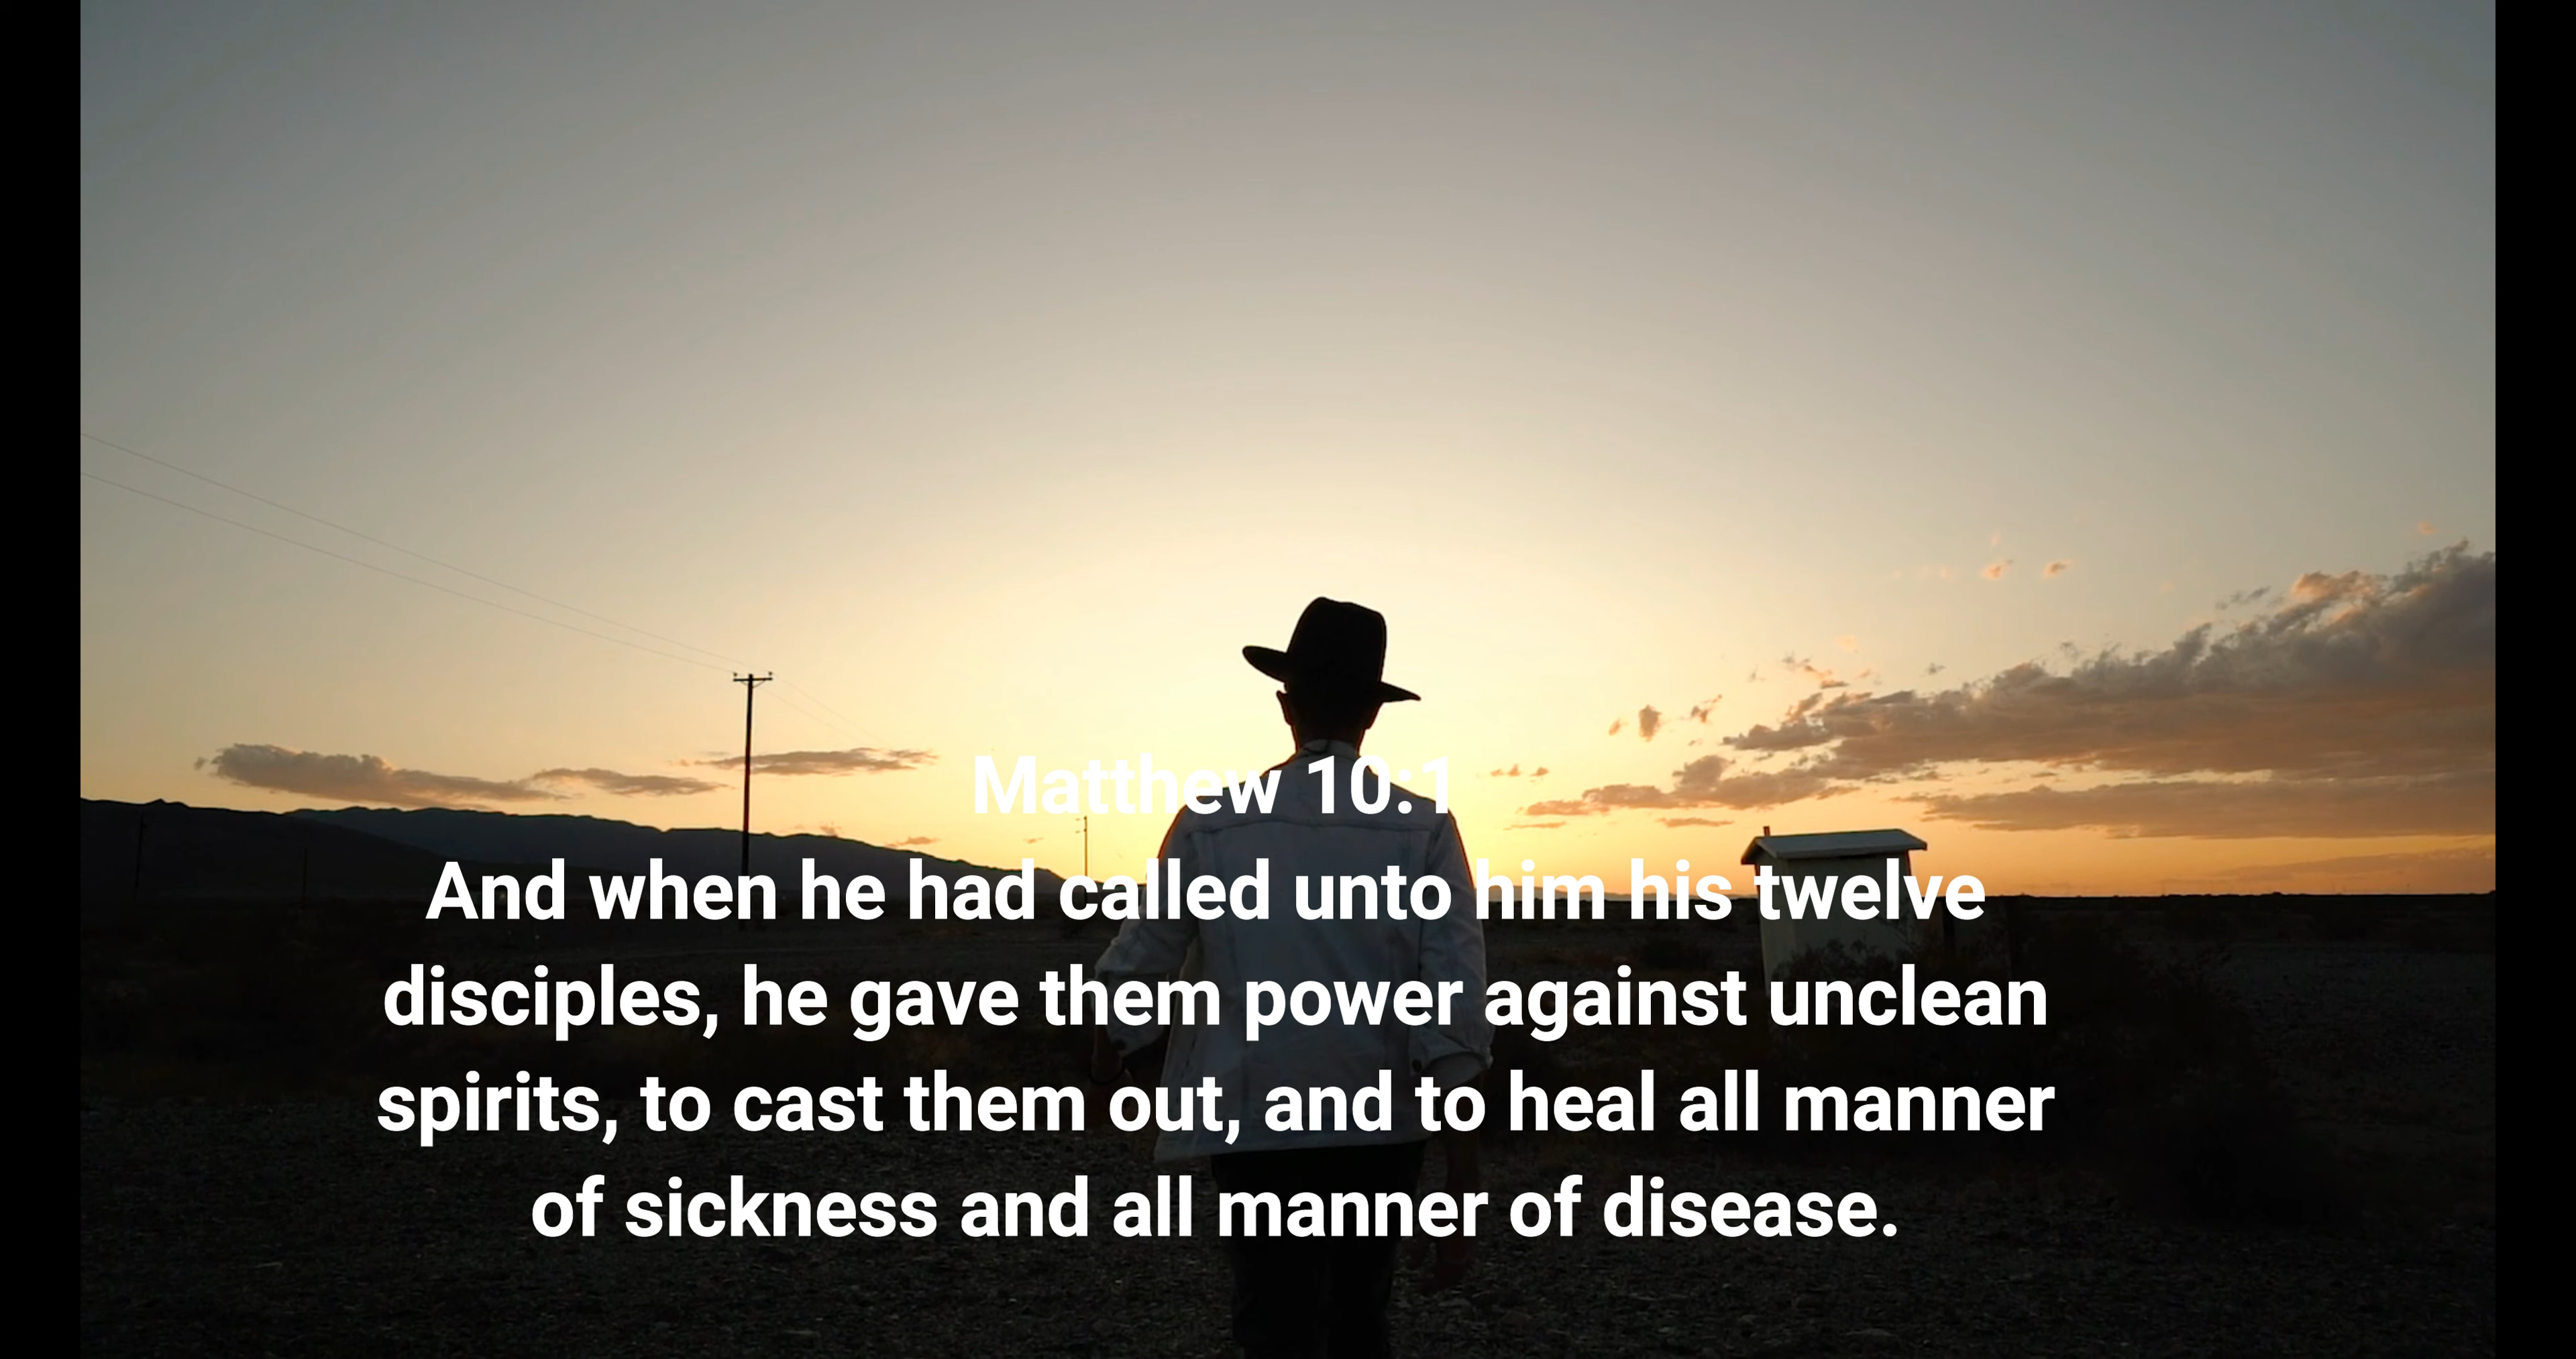 Matthew 10:1
And when he had called unto him his twelve
disciples, he gave them power against unclean
spirits, to cast them out, and to heal all manner
of sickness and all manner of disease.